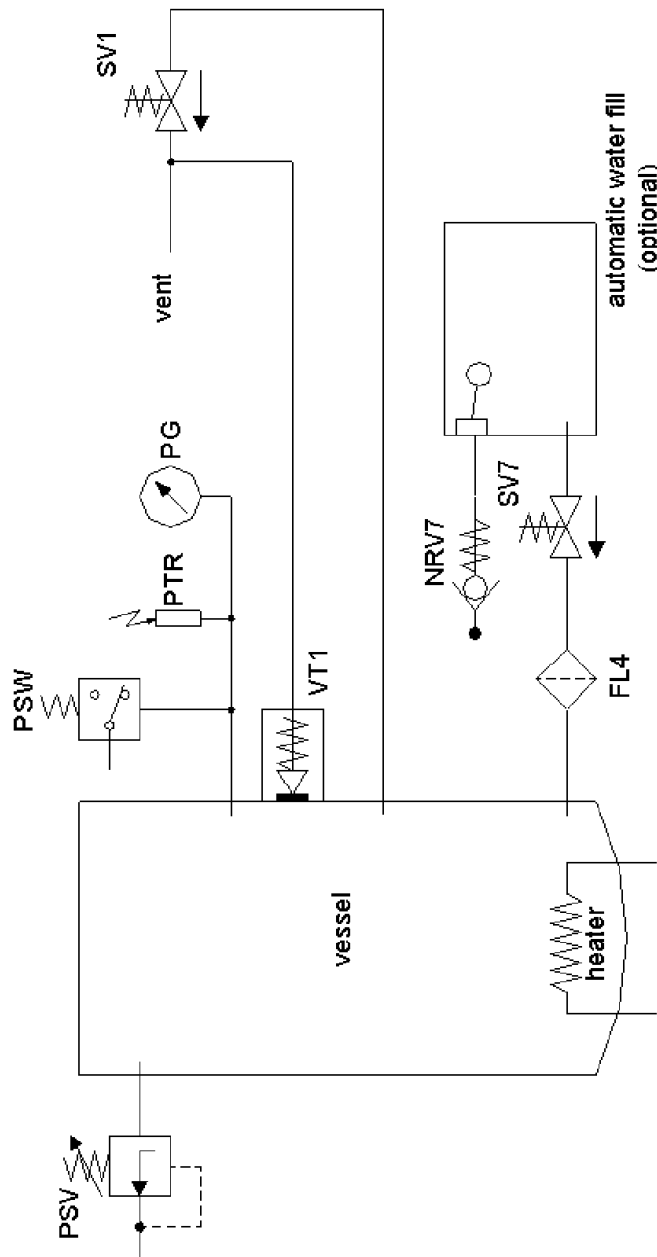 SV1
vent
PG
PTR
PSW
VT1
automatic water fill
(optional)
SV7
NRV7
FL4
vessel
heater
PSV